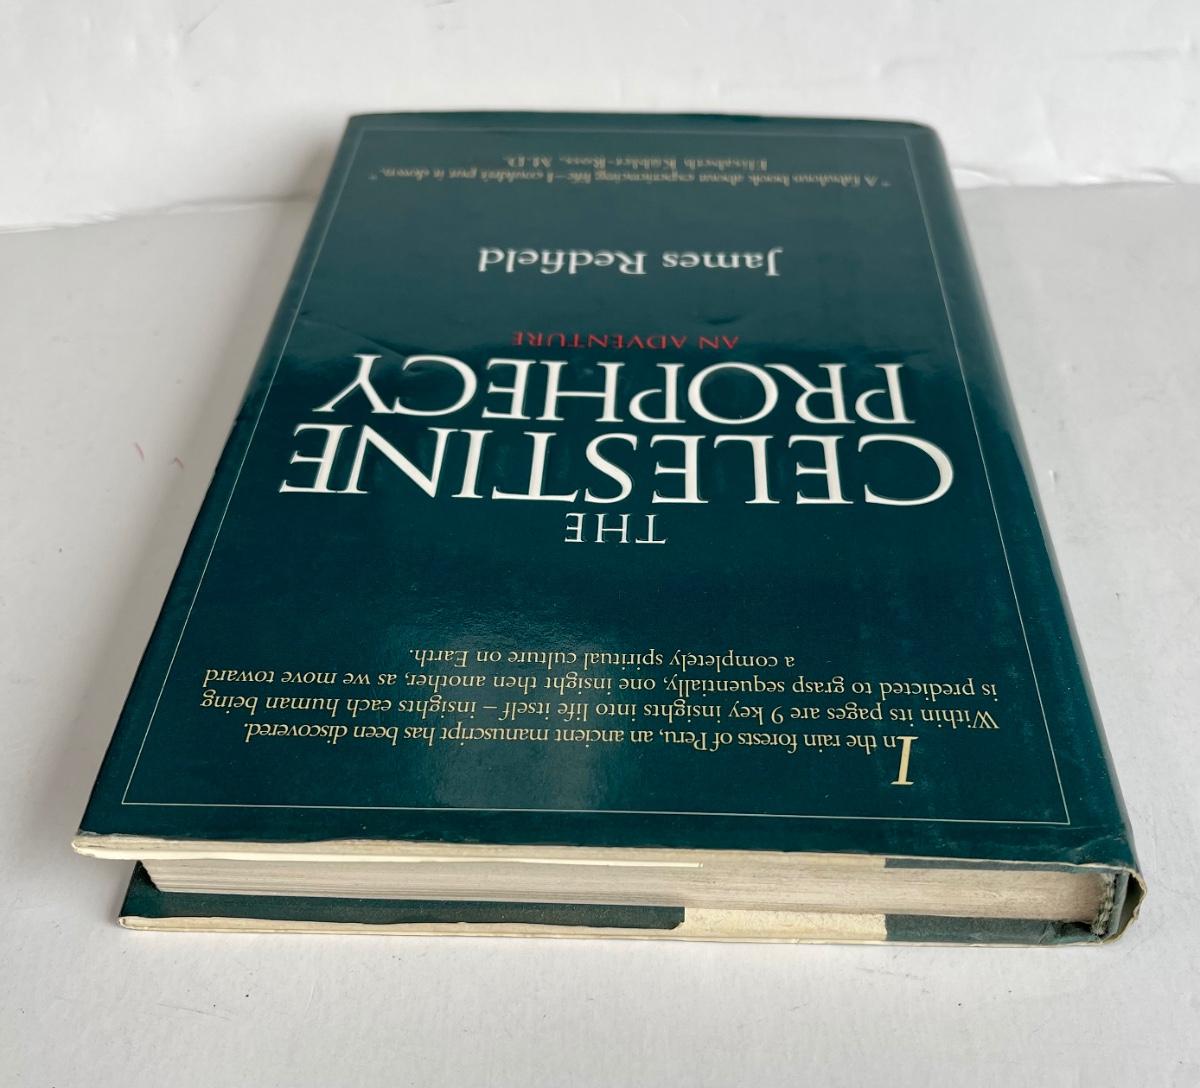 In the rain forests of Peru, an ancient manuscript has been discovered.
Within its pages are 9 key insights into life itself – insights each human being
is predicted to grasp sequentially, one insight then another, as we move toward
a completely spiritual culture on Earth.
THE
CELESTINE
PROPHECY
AN ADVENTURE
James Redfield
"A fabulous book about experiencing life—I couldn't put it down."
Elisabeth Kübler-Ross, M.D.